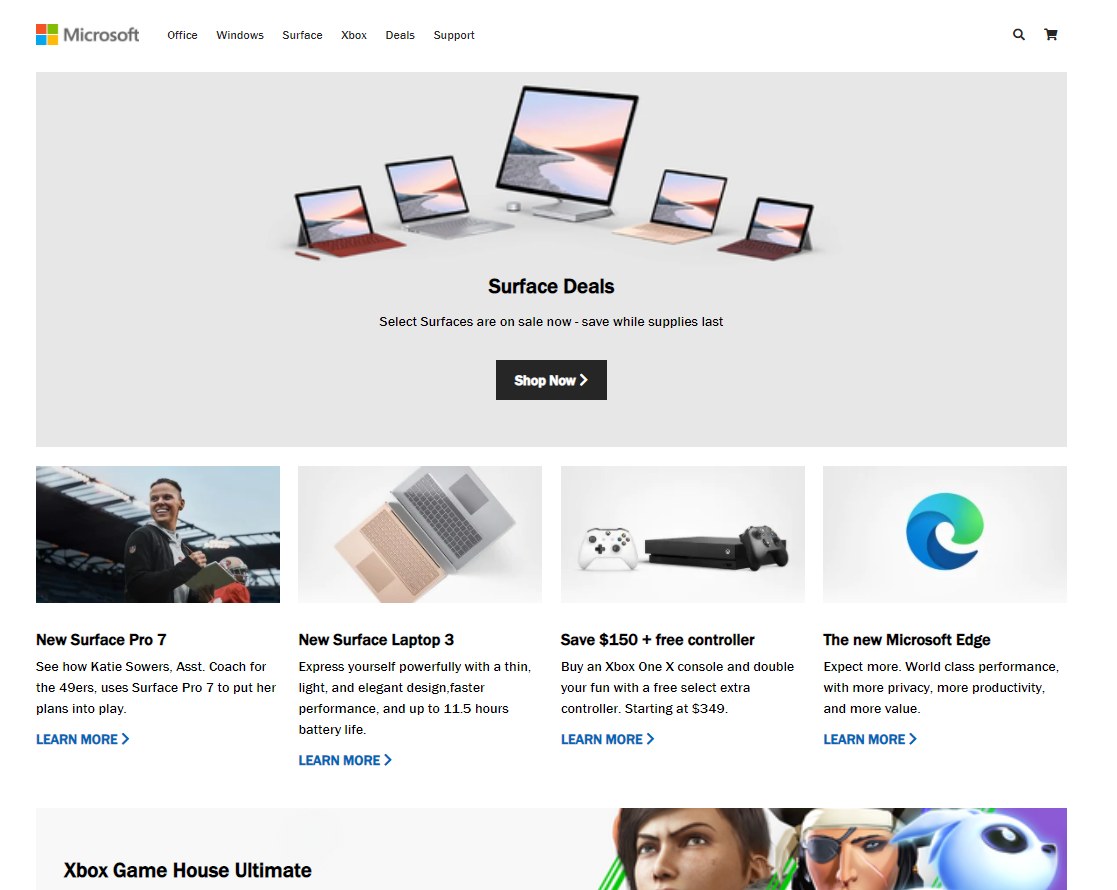 Microsoft Office Windows Surface Xbox Deals Support
Surface Deals
Select Surfaces are on sale now - save while supplies last
Shop Now
New Surface Pro 7
See how Katie Sowers, Asst. Coach for
the 49ers, uses Surface Pro 7 to put her
plans into play.
LEARN MORE
New Surface Laptop 3
Express yourself powerfully with a thin,
light, and elegant design,faster
performance, and up to 11.5 hours
battery life.
LEARN MORE
Save $150 + free controller
Buy an Xbox One X console and double
your fun with a free select extra
controller. Starting at $349.
LEARN MORE
The new Microsoft Edge
Expect more. World class performance,
with more privacy, more productivity,
and more value.
LEARN MORE
Xbox Game House Ultimate